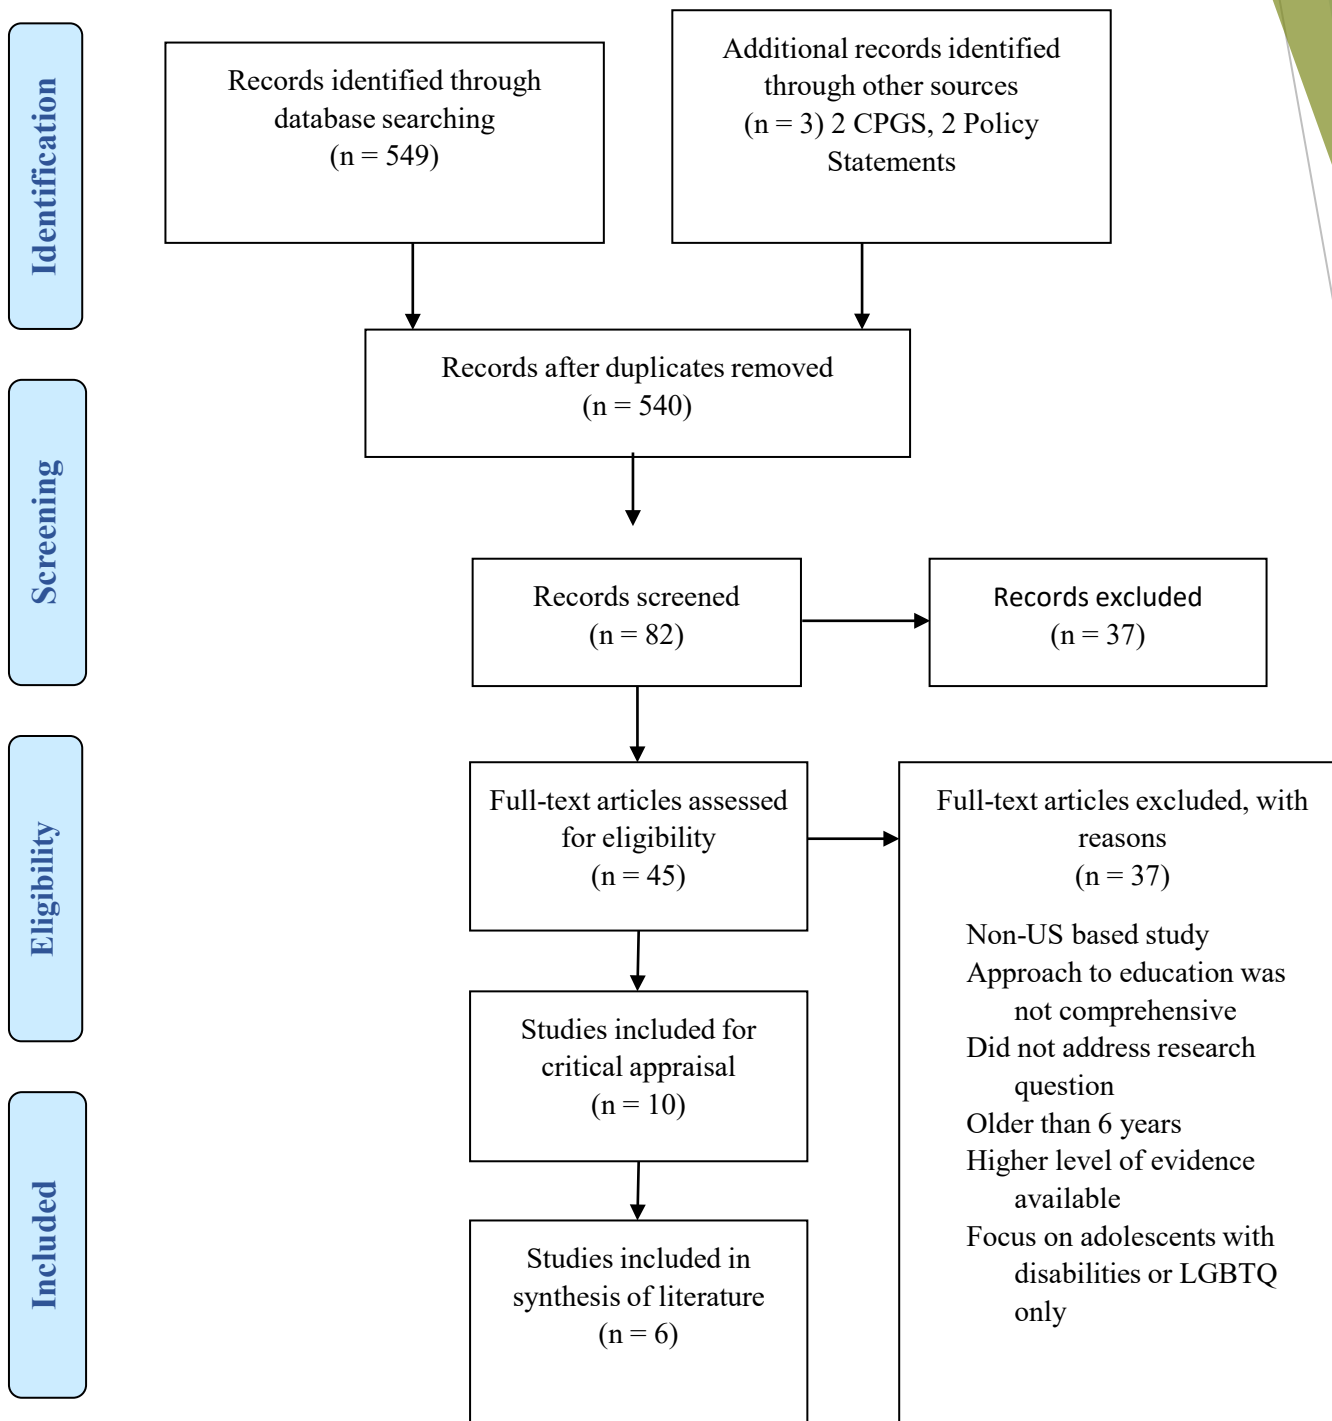 Identification
Records identified through
database searching
(n = 549)
Additional records identified
through other sources
(n = 3) 2 CPGS, 2 Policy
Statements
Records after duplicates removed
(n = 540)
Screening
Records screened
(n = 82)
Records excluded
(n = 37)
Eligibility
Full-text articles assessed
for eligibility
(n = 45)
Full-text articles excluded, with
reasons
(n = 37)
Non-US based study
Approach to education was
not comprehensive
Did not address research
question
Older than 6 years
Higher level of evidence
available
Focus on adolescents with
disabilities or LGBTQ
only
Studies included for
critical appraisal
(n = 10)
Included
Studies included in
synthesis of literature
(n = 6)